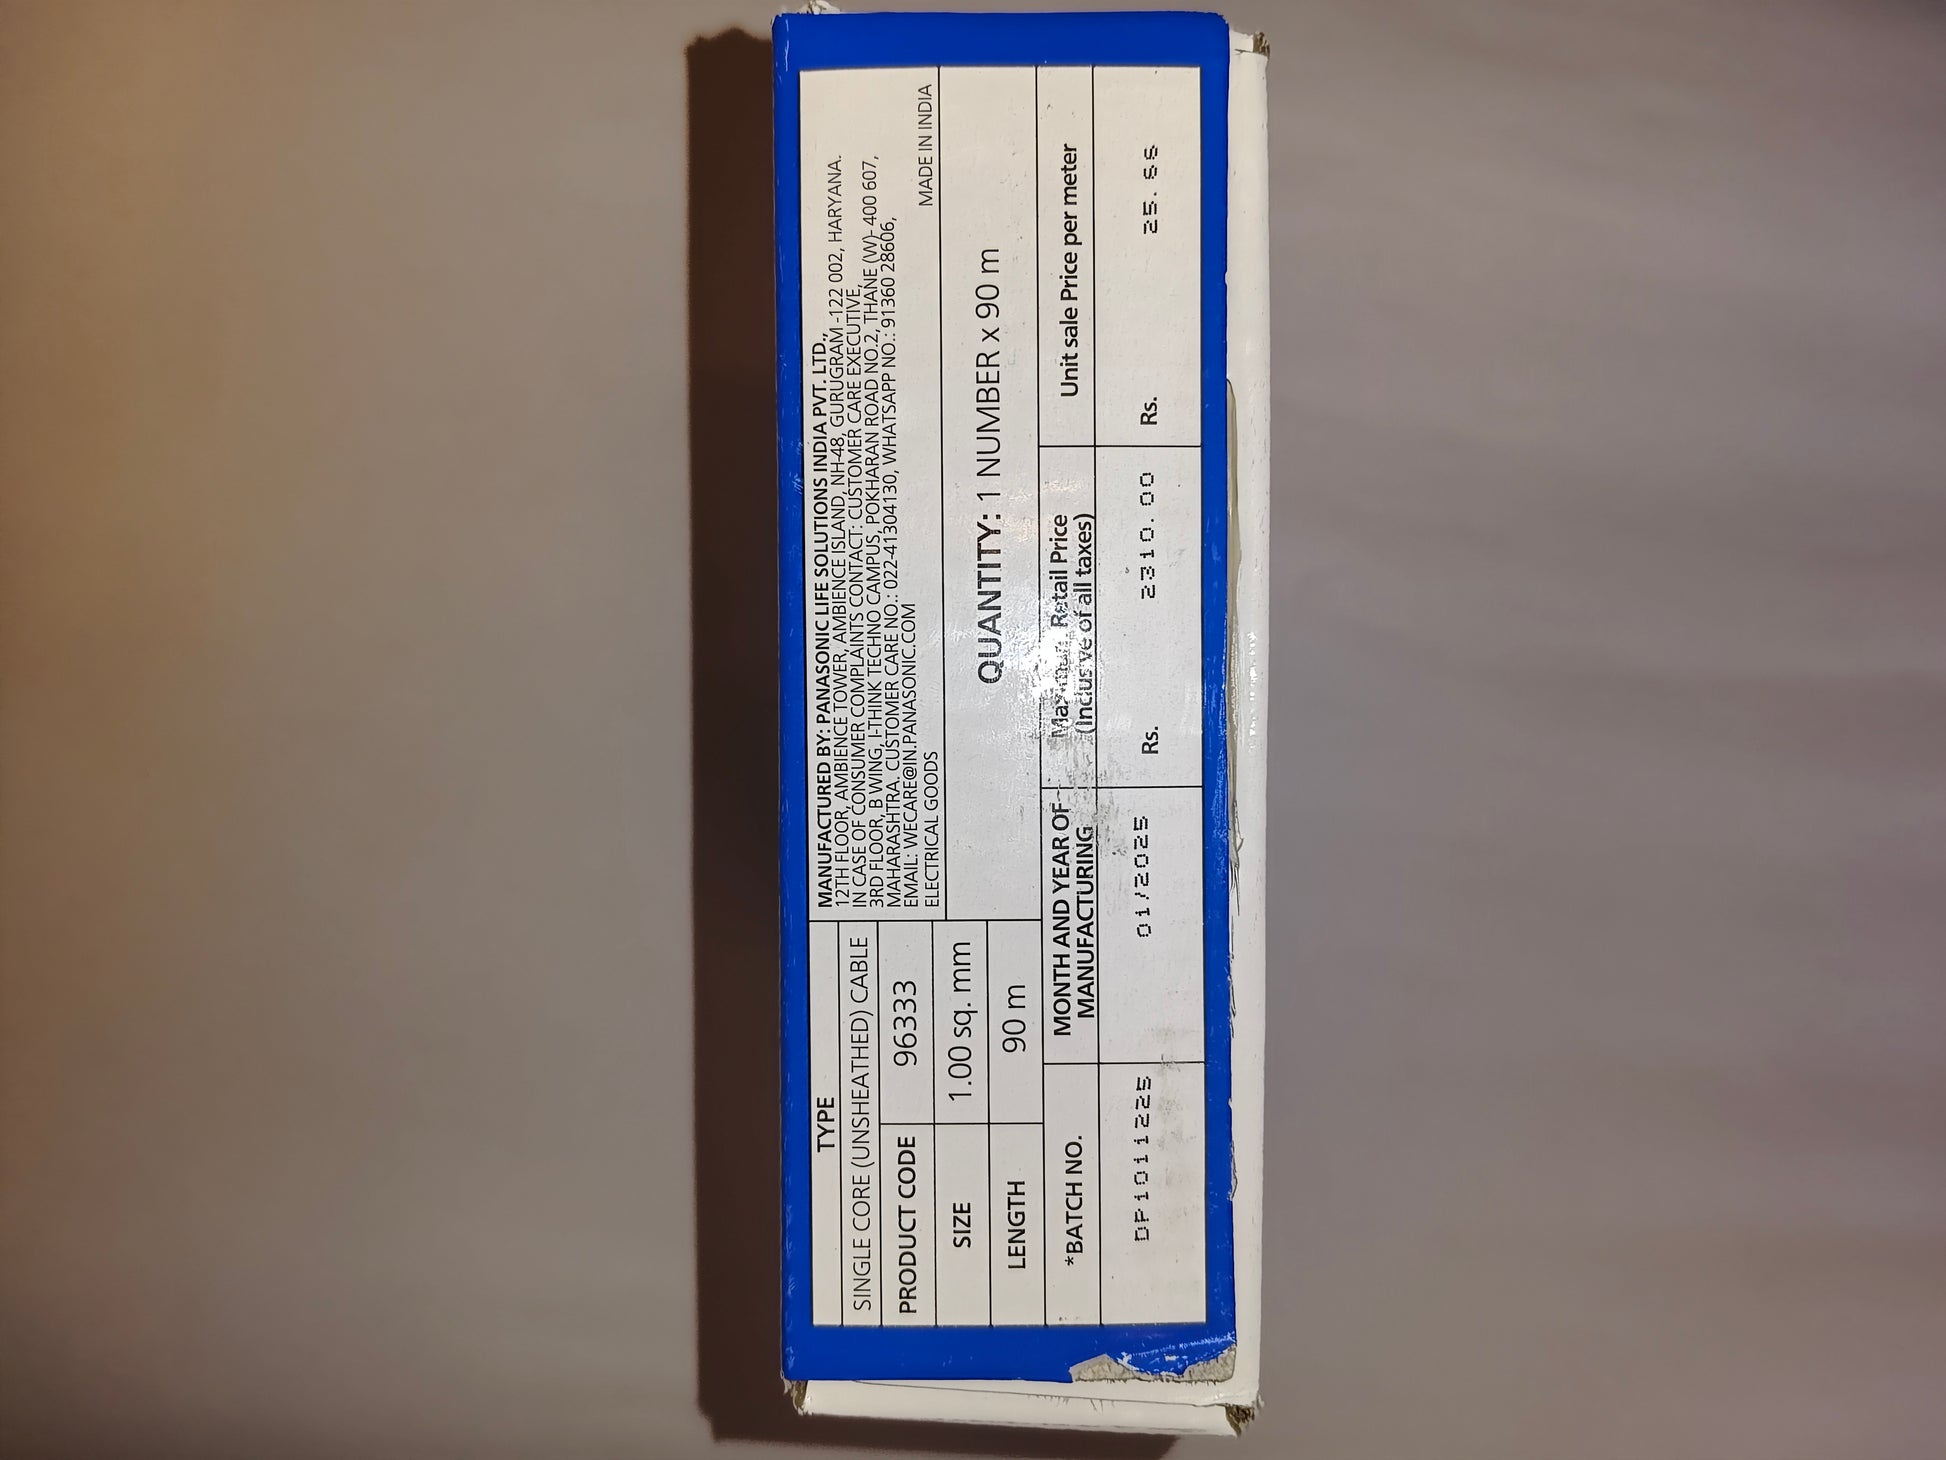 TYPE
SINGLE CORE (UNSHEATHED) CABLE
PRODUCT CODE 96333
SIZE 1.00 sq. mm
LENGTH 90 m
MANUFACTURED BY: PANASONIC LIFE SOLUTIONS INDIA PVT. LTD.,
12TH FLOOR, AMBIENCE TOWER, AMBIENCE ISLAND, NH-48, GURUGRAM -122 002, HARYANA.
IN CASE OF CONSUMER COMPLAINTS CONTACT: CUSTOMER CARE EXECUTIVE,
3RD FLOOR, B WING, I-THINK TECHNO CAMPUS, POKHARAN ROAD NO.2, THANE (W)- 400 607,
MAHARASHTRA. CUSTOMER CARE NO.: 022-41304130, WHATSAPP NO.: 91360 28606,
EMAIL: WECARE@IN.PANASONIC.COM
ELECTRICAL GOODS MADE IN INDIA
QUANTITY: 1 NUMBER x 90 m
*BATCH NO.
DP1011225
MONTH AND YEAR OF
MANUFACTURING
01/2025
Maximum Retail Price
(Inclusive of all taxes)
Rs. 2310.00
Unit sale Price per meter
Rs. 25.66